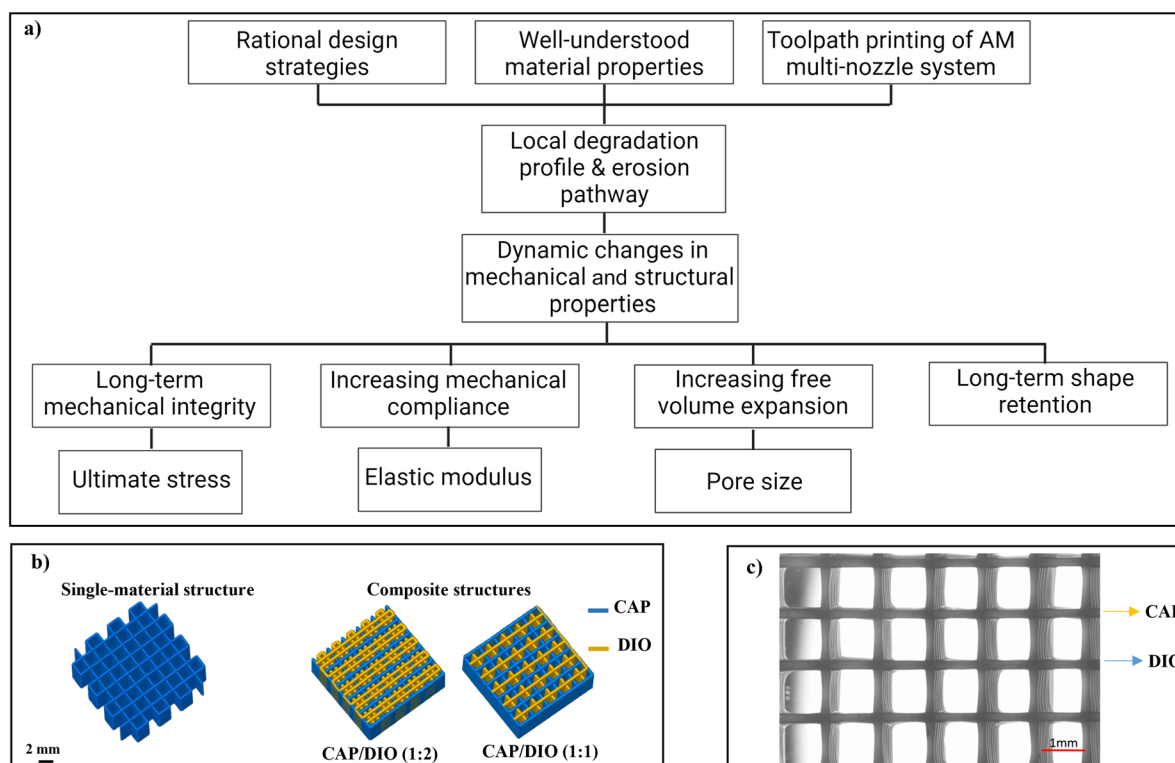 a)
Rational design
strategies
Well-understood
material properties
Toolpath printing of AM
multi-nozzle system
Local degradation
profile & erosion
pathway
Dynamic changes in
mechanical and structural
properties
Long-term
mechanical integrity
Increasing mechanical
compliance
Increasing free
volume expansion
Long-term shape
retention
Ultimate stress
Elastic modulus
Pore size
b)
Single-material structure
Composite structures
CAP
DIO
CAP/DIO (1:2)
CAP/DIO (1:1)
2 mm
c)
1mm